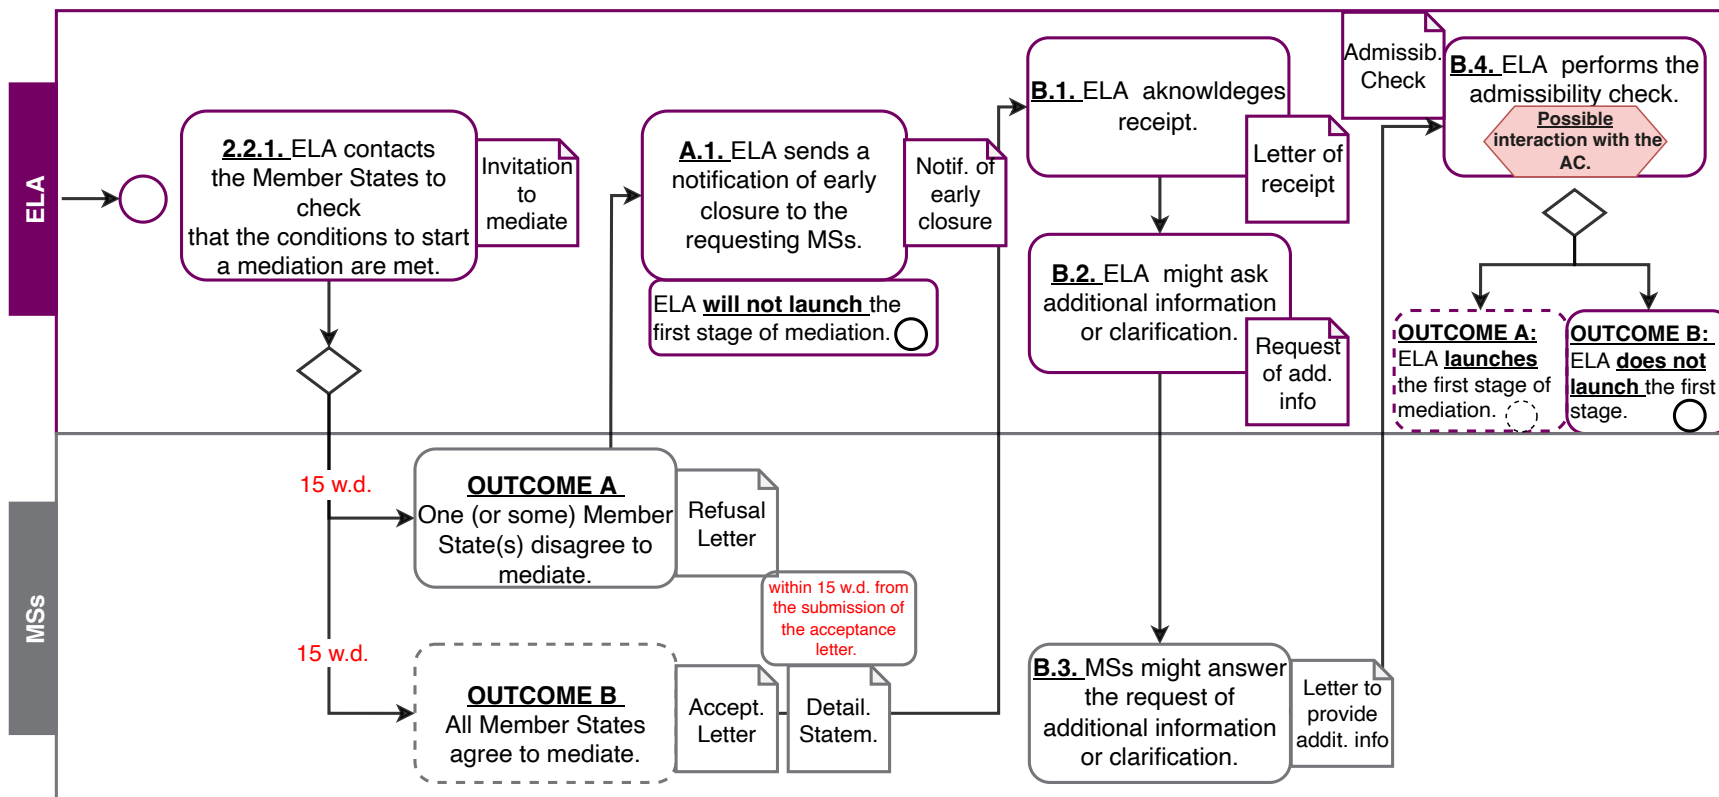 ELA
2.2.1. ELA contacts
the Member States to
check
that the conditions to start
a mediation are met.
Invitation
to
mediate
A.1. ELA sends a
notification of early
closure to the
requesting MSs.
Notif. of
early
closure
ELA will not launch the
first stage of mediation.
B.1. ELA aknowldeges
receipt.
Letter of
receipt
B.2. ELA might ask
additional information
or clarification.
Request
of add.
info
Admissib.
Check
B.4. ELA performs the
admissibility check.
Possible
interaction with the
AC.
OUTCOME A:
ELA launches
the first stage of
mediation.
OUTCOME B:
ELA does not
launch the first
stage.
MSs
15 w.d.
OUTCOME A
One (or some) Member
State(s) disagree to
mediate.
Refusal
Letter
15 w.d.
OUTCOME B
All Member States
agree to mediate.
Accept.
Letter
within 15 w.d. from
the submission of
the acceptance
letter.
Detail.
Statem.
B.3. MSs might answer
the request of
additional information
or clarification.
Letter to
provide
addit. info